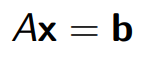 Ax = b